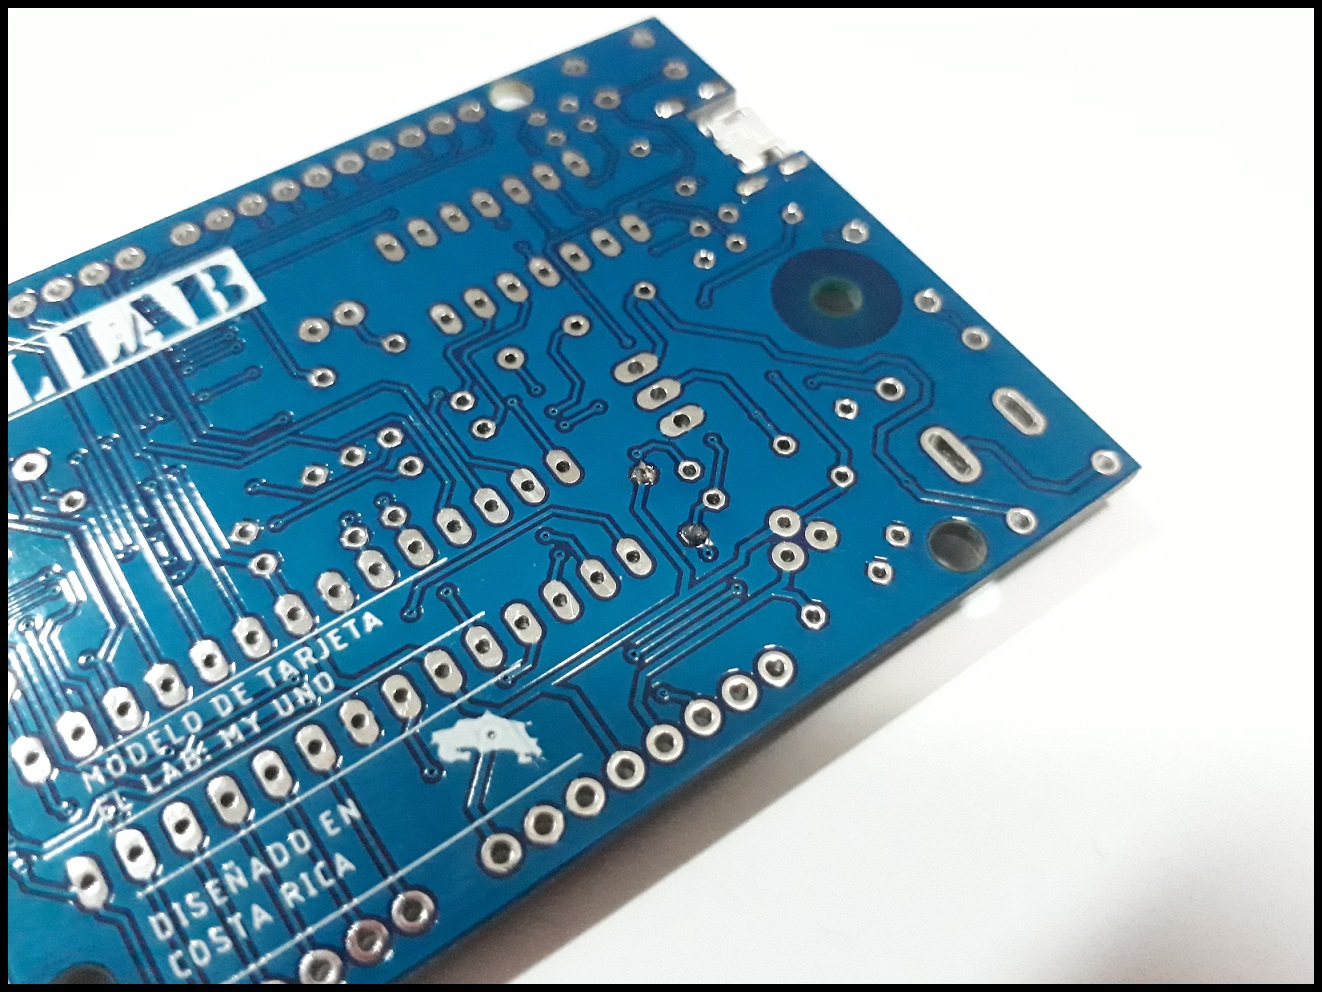 L LAB
MODELO DE TARJETA
EL LAB: MY UNO
DISEÑADO EN
COSTA RICA